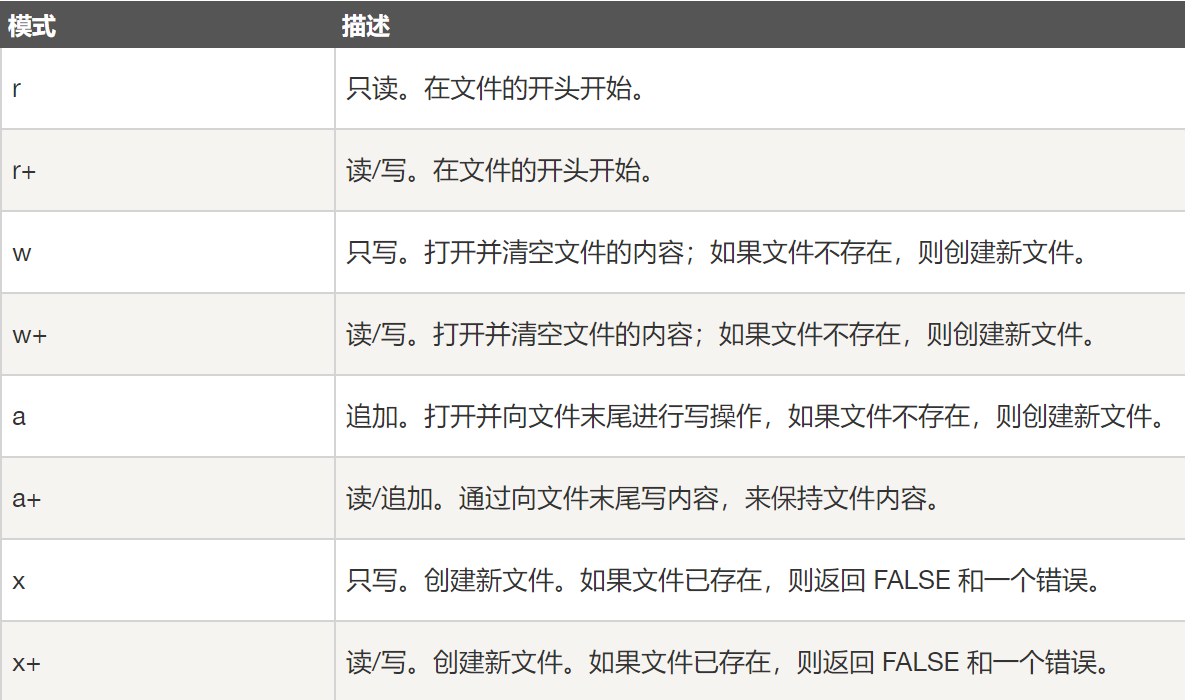 模式 描述
r 只读。在文件的开头开始。
r+ 读/写。在文件的开头开始。
w 只写。打开并清空文件的内容；如果文件不存在，则创建新文件。
w+ 读/写。打开并清空文件的内容；如果文件不存在，则创建新文件。
a 追加。打开并向文件末尾进行写操作，如果文件不存在，则创建新文件。
a+ 读/追加。通过向文件末尾写内容，来保持文件内容。
x 只写。创建新文件。如果文件已存在，则返回 FALSE 和一个错误。
x+ 读/写。创建新文件。如果文件已存在，则返回 FALSE 和一个错误。